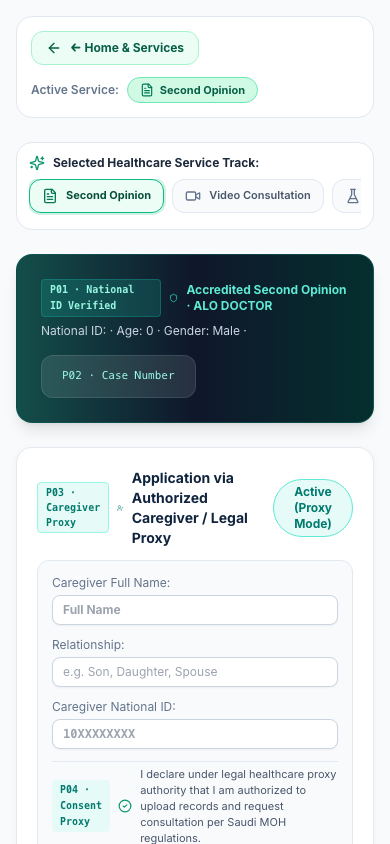 ← Home & Services
Active Service:
Second Opinion
Selected Healthcare Service Track:
Second Opinion
Video Consultation
P01 · National
ID Verified
Accredited Second Opinion
· ALO DOCTOR
National ID: · Age: 0 · Gender: Male ·
P02 · Case Number
P03 ·
Caregiver
Proxy
Application via
Authorized
Caregiver / Legal
Proxy
Active
(Proxy
Mode)
Caregiver Full Name:
Full Name
Relationship:
e.g. Son, Daughter, Spouse
Caregiver National ID:
10XXXXXXXX
P04 ·
Consent
Proxy
I declare under legal healthcare proxy
authority that I am authorized to
upload records and request
consultation per Saudi MOH
regulations.